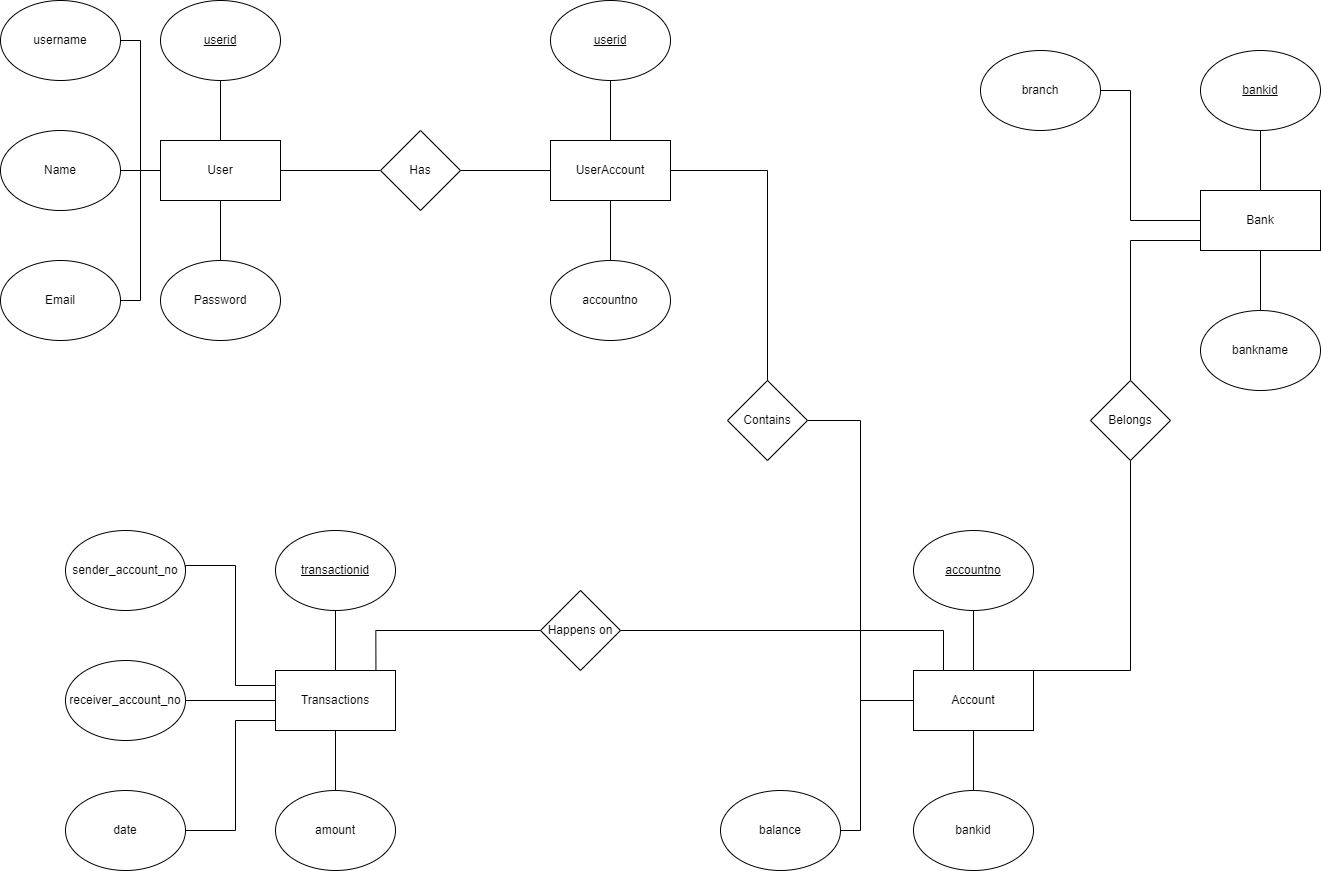 username
userid
userid
branch
bankid
Name
User
Has
UserAccount
Bank
Email
Password
accountno
bankname
Contains
Belongs
sender_account_no
transactionid
accountno
Happens on
receiver_account_no
Transactions
Account
date
amount
balance
bankid